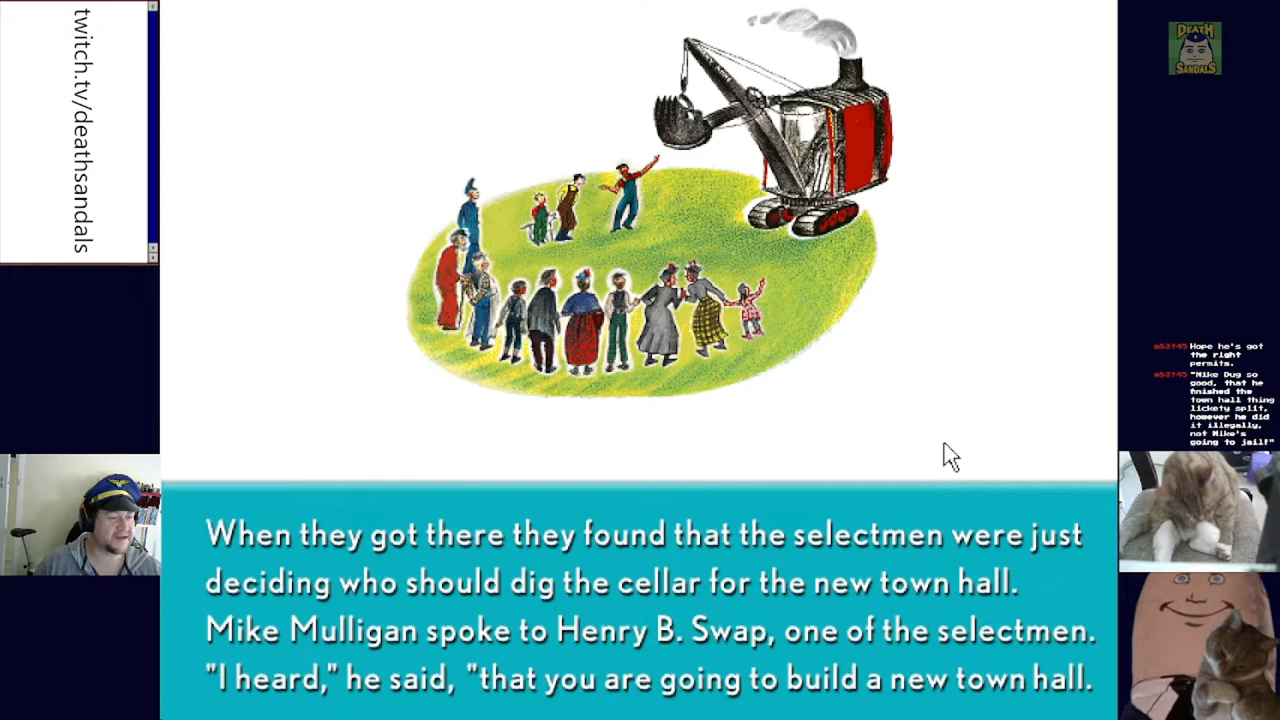 twitch.tv/deathsandals
DEATH
SANDALS
When they got there they found that the selectmen were just
deciding who should dig the cellar for the new town hall.
Mike Mulligan spoke to Henry B. Swap, one of the selectmen.
"I heard," he said, "that you are going to build a new town hall.
m53t45 Hope he's got
the right
permits.
m53t45 "Mike Dug so
good, that he
finished the
town hall thing
lickety split,
however he did
it illegally,
not Mike's
going to jail!"